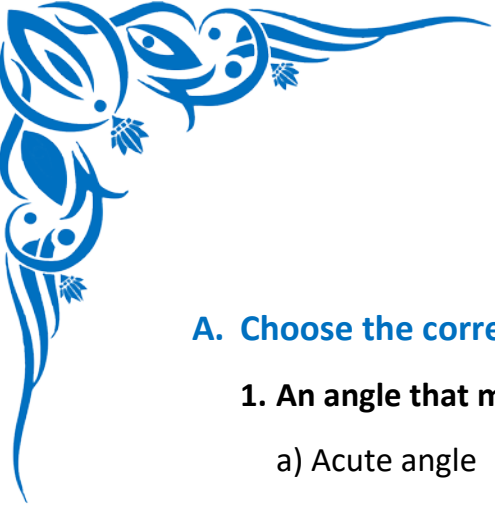 A. Choose the corre
1. An angle that m
a) Acute angle